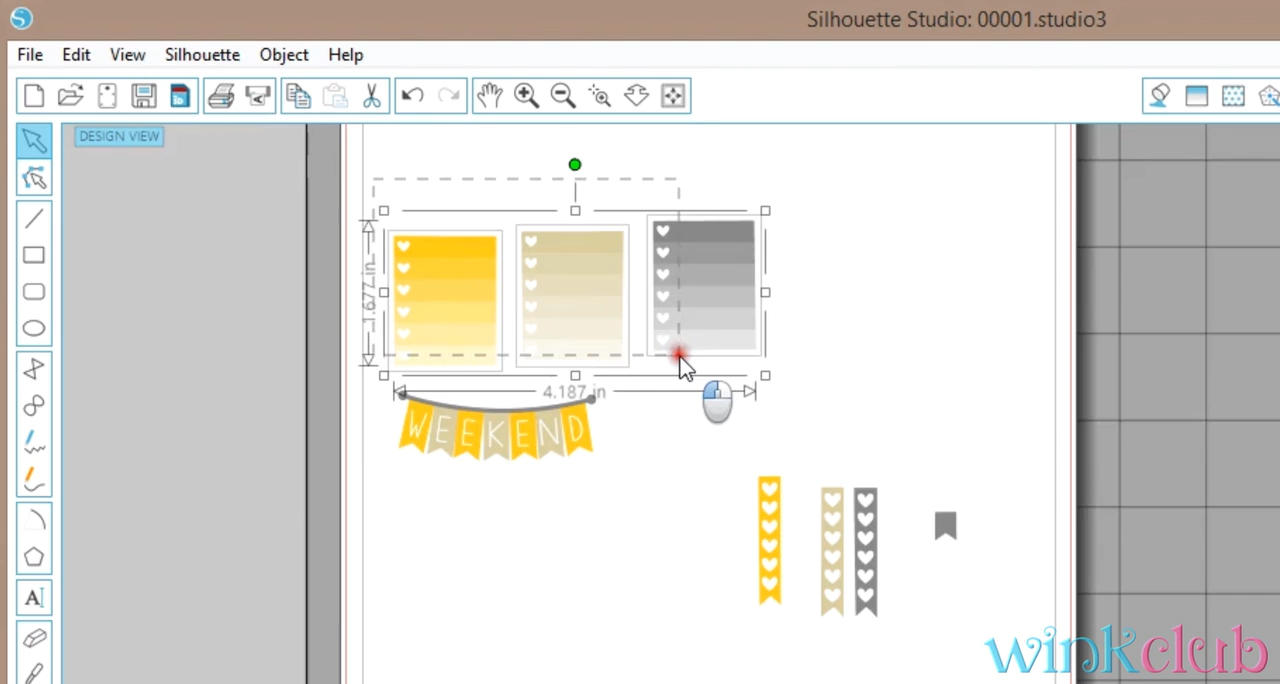 Silhouette Studio: 00001.studio3
File Edit View Silhouette Object Help
DESIGN VIEW
1.677 in
4.187 in
WEEKEND
A
winkclub